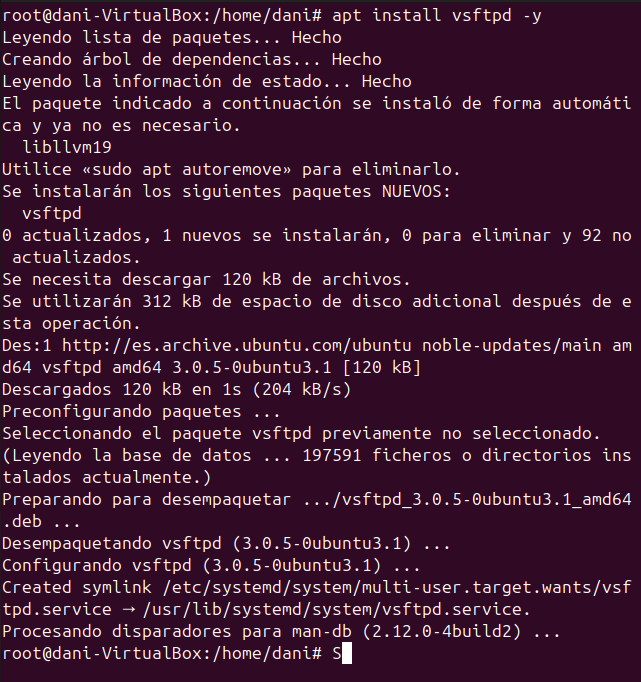 root@dani-VirtualBox:/home/dani# apt install vsftpd -y
Leyendo lista de paquetes... Hecho
Creando árbol de dependencias... Hecho
Leyendo la información de estado... Hecho
El paquete indicado a continuación se instaló de forma automáti
ca y ya no es necesario.
  libllvm19
Utilice «sudo apt autoremove» para eliminarlo.
Se instalarán los siguientes paquetes NUEVOS:
  vsftpd
0 actualizados, 1 nuevos se instalarán, 0 para eliminar y 92 no
 actualizados.
Se necesita descargar 120 kB de archivos.
Se utilizarán 312 kB de espacio de disco adicional después de e
sta operación.
Des:1 http://es.archive.ubuntu.com/ubuntu noble-updates/main am
d64 vsftpd amd64 3.0.5-0ubuntu3.1 [120 kB]
Descargados 120 kB en 1s (204 kB/s)
Preconfigurando paquetes ...
Seleccionando el paquete vsftpd previamente no seleccionado.
(Leyendo la base de datos ... 197591 ficheros o directorios ins
talados actualmente.)
Preparando para desempaquetar .../vsftpd_3.0.5-0ubuntu3.1_amd64
.deb ...
Desempaquetando vsftpd (3.0.5-0ubuntu3.1) ...
Configurando vsftpd (3.0.5-0ubuntu3.1) ...
Created symlink /etc/systemd/system/multi-user.target.wants/vsf
tpd.service → /usr/lib/systemd/system/vsftpd.service.
Procesando disparadores para man-db (2.12.0-4build2) ...
root@dani-VirtualBox:/home/dani# S